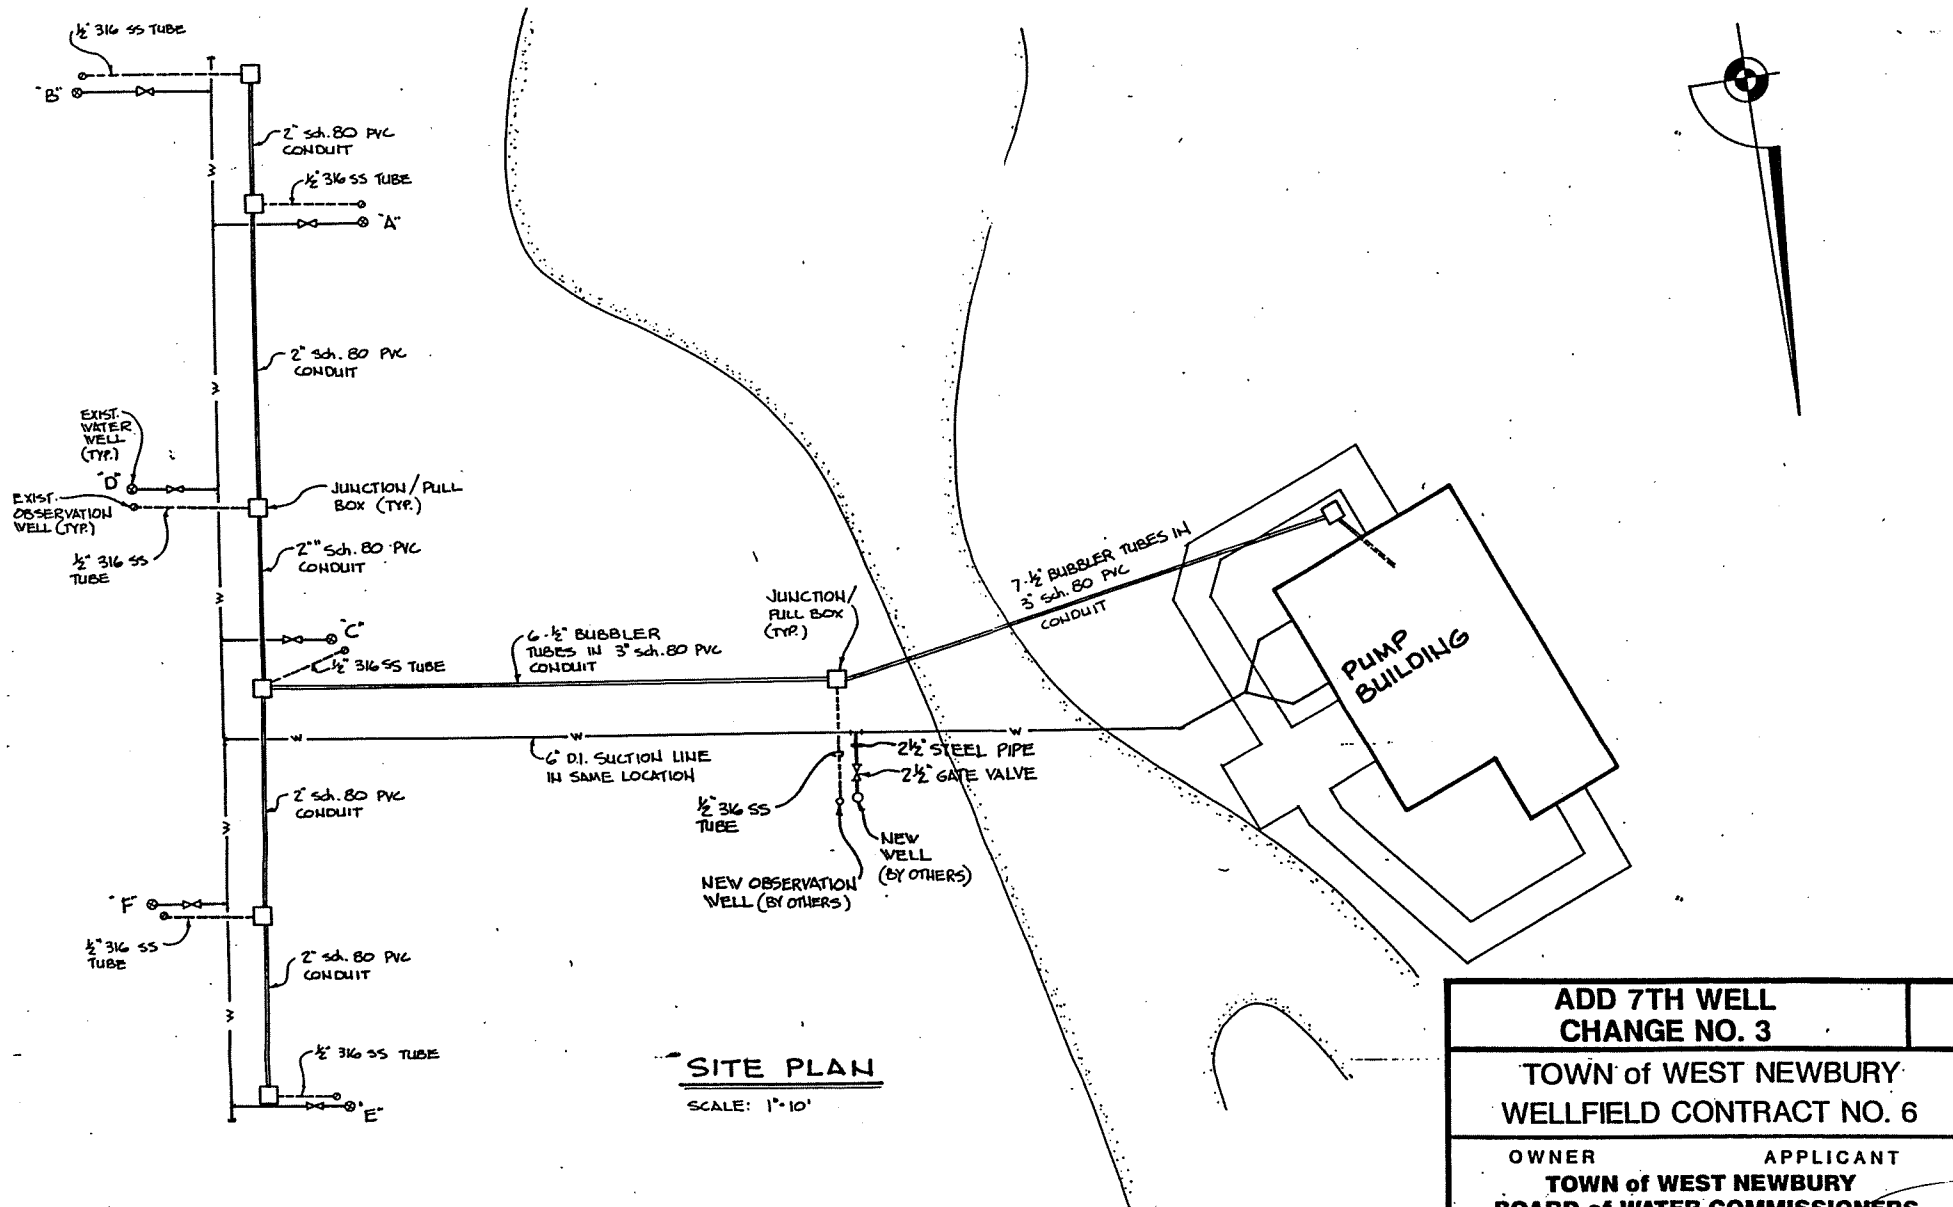 ½" 316 SS TUBE
"B"
2" Sch. 80 PVC
CONDUIT
½" 316 SS TUBE
"A"
2" Sch. 80 PVC
CONDUIT
EXIST.
WATER
WELL
(TYP.)
"D"
EXIST.
OBSERVATION
WELL (TYP.)
JUNCTION/PULL
BOX (TYP.)
½" 316 SS
TUBE
2"" Sch. 80 PVC
CONDUIT
"C"
½" 316 SS TUBE
6-½" BUBBLER
TUBES IN 3" Sch. 80 PVC
CONDUIT
JUNCTION/
PULL BOX
(TYP.)
7-½" BUBBLER TUBES IN
3" Sch. 80 PVC
CONDUIT
PUMP
BUILDING
W
W
W
W
W
W
W
6" D.I. SUCTION LINE
IN SAME LOCATION
2½" STEEL PIPE
2½" GATE VALVE
½" 316 SS
TUBE
NEW
WELL
(BY OTHERS)
NEW OBSERVATION
WELL (BY OTHERS)
2" Sch. 80 PVC
CONDUIT
"F"
½" 316 SS
TUBE
2" Sch. 80 PVC
CONDUIT
½" 316 SS TUBE
"E"
W
SITE PLAN
SCALE: 1"=10'
ADD 7TH WELL
CHANGE NO. 3
TOWN of WEST NEWBURY
WELLFIELD CONTRACT NO. 6
OWNER APPLICANT
TOWN of WEST NEWBURY
BOARD of WATER COMMISSIONERS